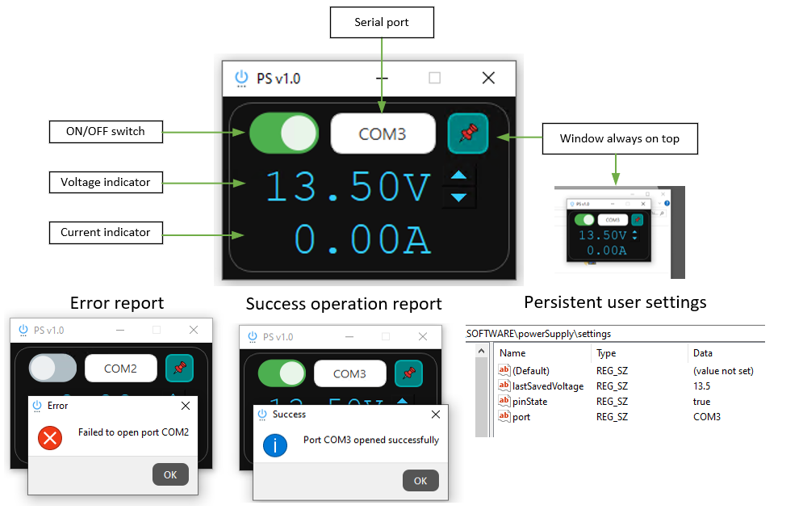 Serial port
PS v1.0
ON/OFF switch
COM3
Window always on top
Voltage indicator
13.50V
Current indicator
0.00A
PS v1.0
COM3
13.50V
0.00A
Error report
Success operation report
Persistent user settings
PS v1.0
COM2
Error
Failed to open port COM2
OK
PS v1.0
COM3
Success
Port COM3 opened successfully
OK
SOFTWARE\powerSupply\settings
Name Type Data
ab (Default) REG_SZ (value not set)
ab lastSavedVoltage REG_SZ 13.5
ab pinState REG_SZ true
ab port REG_SZ COM3